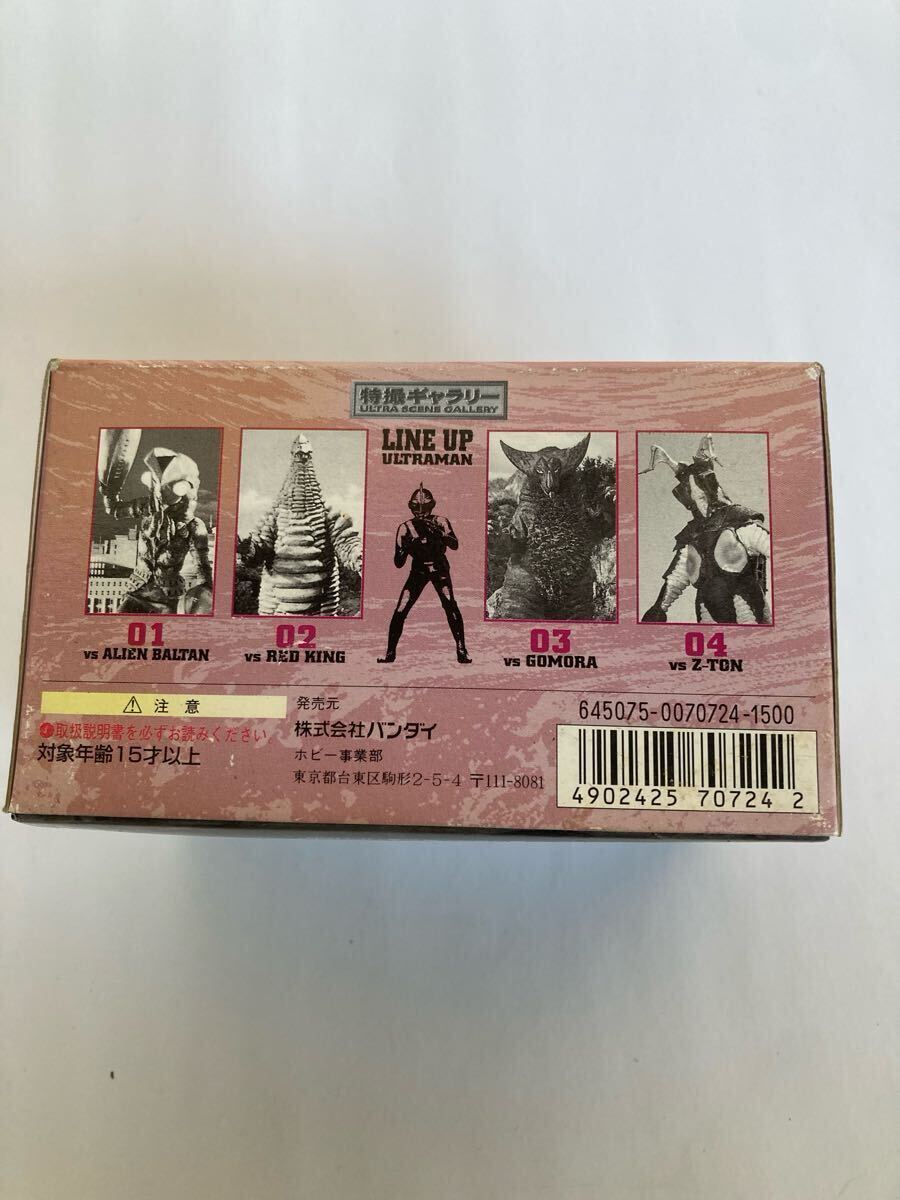 特撮ギャラリー
ULTRA SCENE GALLERY
LINE UP
ULTRAMAN
01
vs ALIEN BALTAN
02
vs RED KING
03
vs GOMORA
04
vs Z-TON
⚠ 注意
取扱説明書を必ずお読みください
対象年齢15才以上
発売元
株式会社バンダイ
ホビー事業部
東京都台東区駒形2-5-4 〒111-8081
645075-0070724-1500
4902425 70724 2